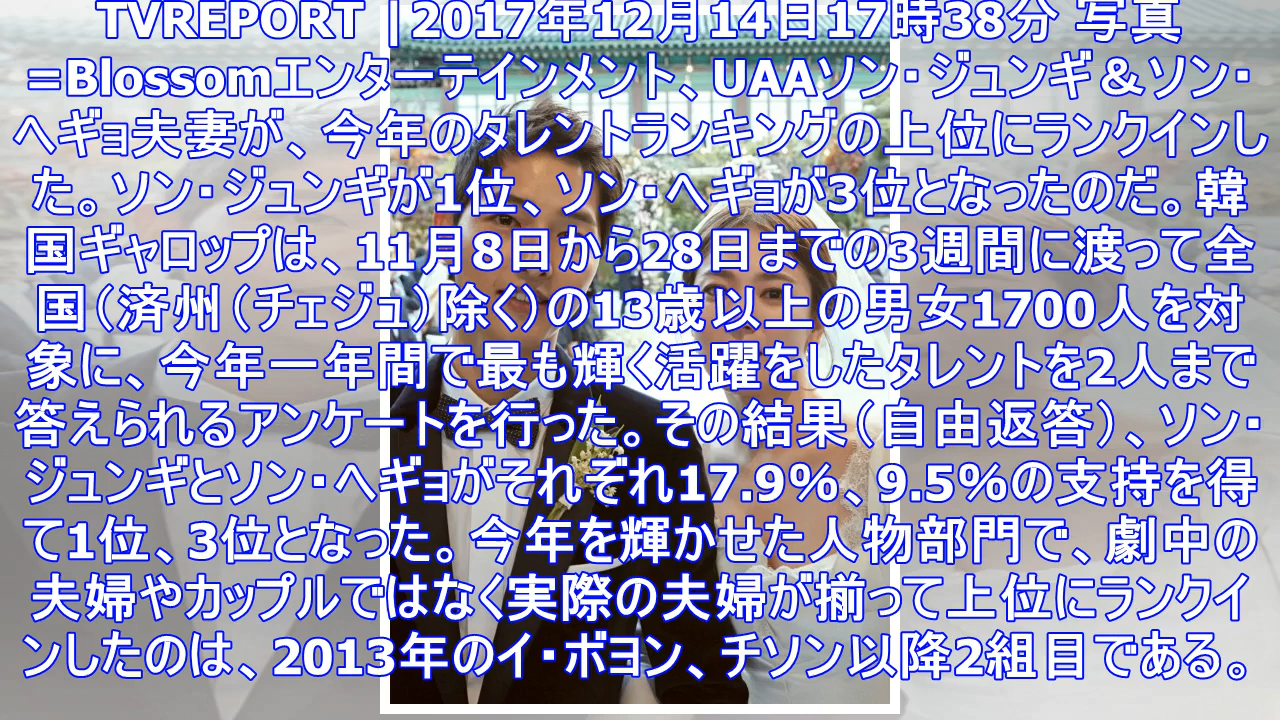 TVREPORT |2017年12月14日17時38分 写真
=Blossomエンターテインメント、UAAソン・ジュンギ＆ソン・
ヘギョ夫妻が、今年のタレントランキングの上位にランクインし
た。ソン・ジュンギが1位、ソン・ヘギョが3位となったのだ。韓
国ギャロップは、11月8日から28日までの3週間に渡って全
国（済州（チェジュ）除く）の13歳以上の男女1700人を対
象に、今年一年間で最も輝く活躍をしたタレントを2人まで
答えられるアンケートを行った。その結果（自由返答）、ソン・
ジュンギとソン・ヘギョがそれぞれ17.9％、9.5％の支持を得
て1位、3位となった。今年を輝かせた人物部門で、劇中の
夫婦やカップルではなく実際の夫婦が揃って上位にランクイ
ンしたのは、2013年のイ・ボヨン、チソン以降2組目である。